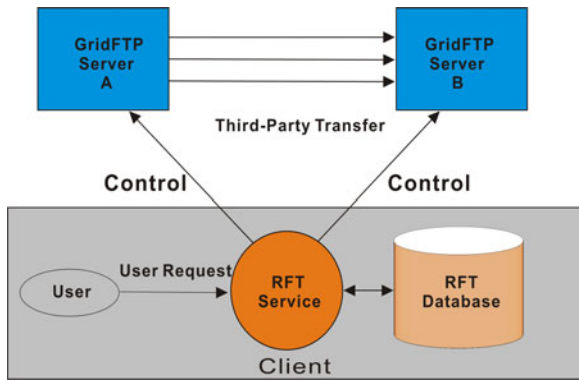 GridFTP
Server
A
GridFTP
Server
B
Third-Party Transfer
Control
Control
User Request
User
RFT
Service
RFT
Database
Client